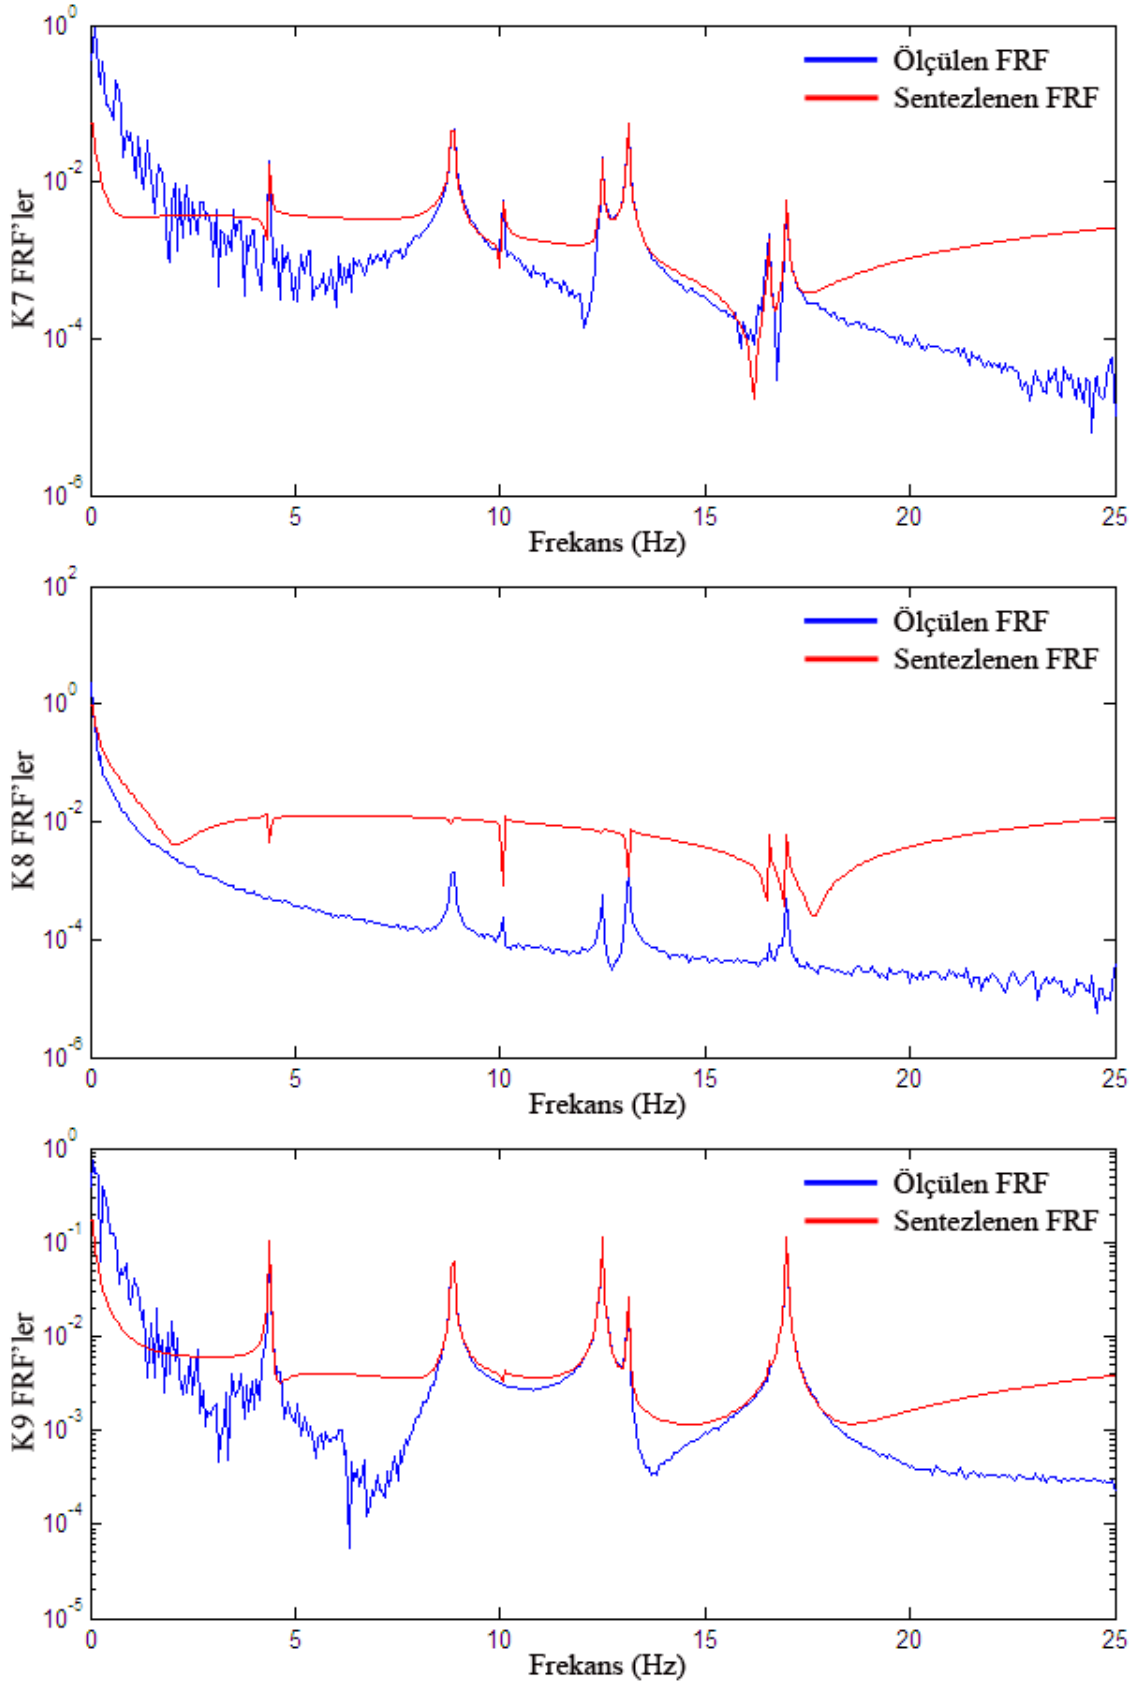 10^0
Ölçülen FRF
Sentezlenen FRF
10^-2
K7 FRF'ler
10^-4
10^-6
0 5 10 15 20 25
Frekans (Hz)
10^2
Ölçülen FRF
Sentezlenen FRF
10^0
10^-2
K8 FRF'ler
10^-4
10^-6
0 5 10 15 20 25
Frekans (Hz)
10^0
Ölçülen FRF
Sentezlenen FRF
10^-1
10^-2
K9 FRF'ler
10^-3
10^-4
10^-5
0 5 10 15 20 25
Frekans (Hz)